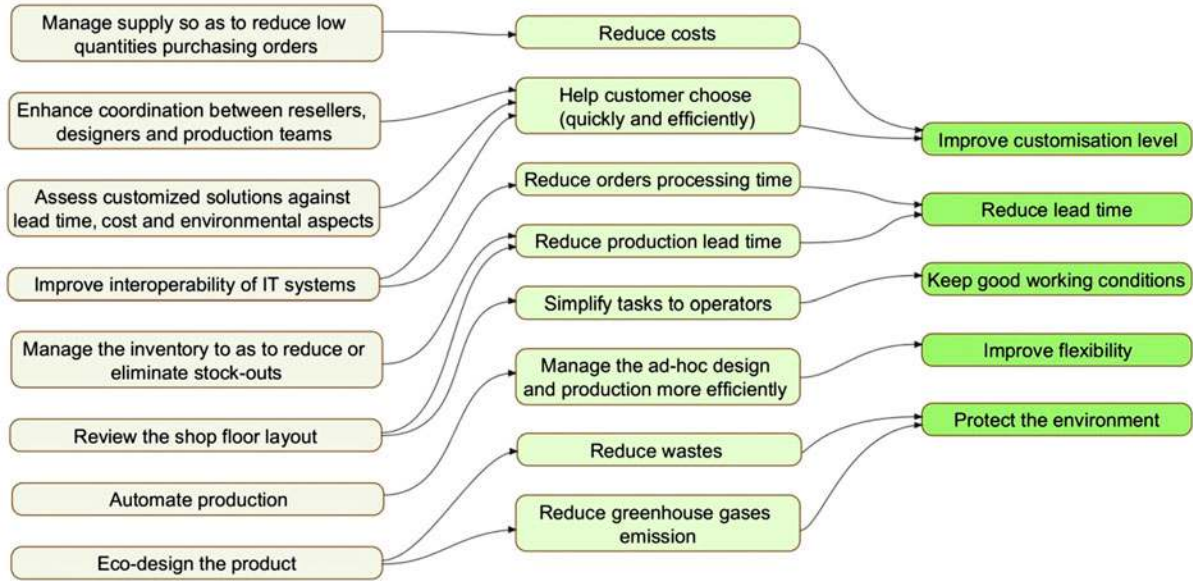 Manage supply so as to reduce low
quantities purchasing orders
Enhance coordination between resellers,
designers and production teams
Assess customized solutions against
lead time, cost and environmental aspects
Improve interoperability of IT systems
Manage the inventory to as to reduce or
eliminate stock-outs
Review the shop floor layout
Automate production
Eco-design the product
Reduce costs
Help customer choose
(quickly and efficiently)
Reduce orders processing time
Reduce production lead time
Simplify tasks to operators
Manage the ad-hoc design
and production more efficiently
Reduce wastes
Reduce greenhouse gases
emission
Improve customisation level
Reduce lead time
Keep good working conditions
Improve flexibility
Protect the environment